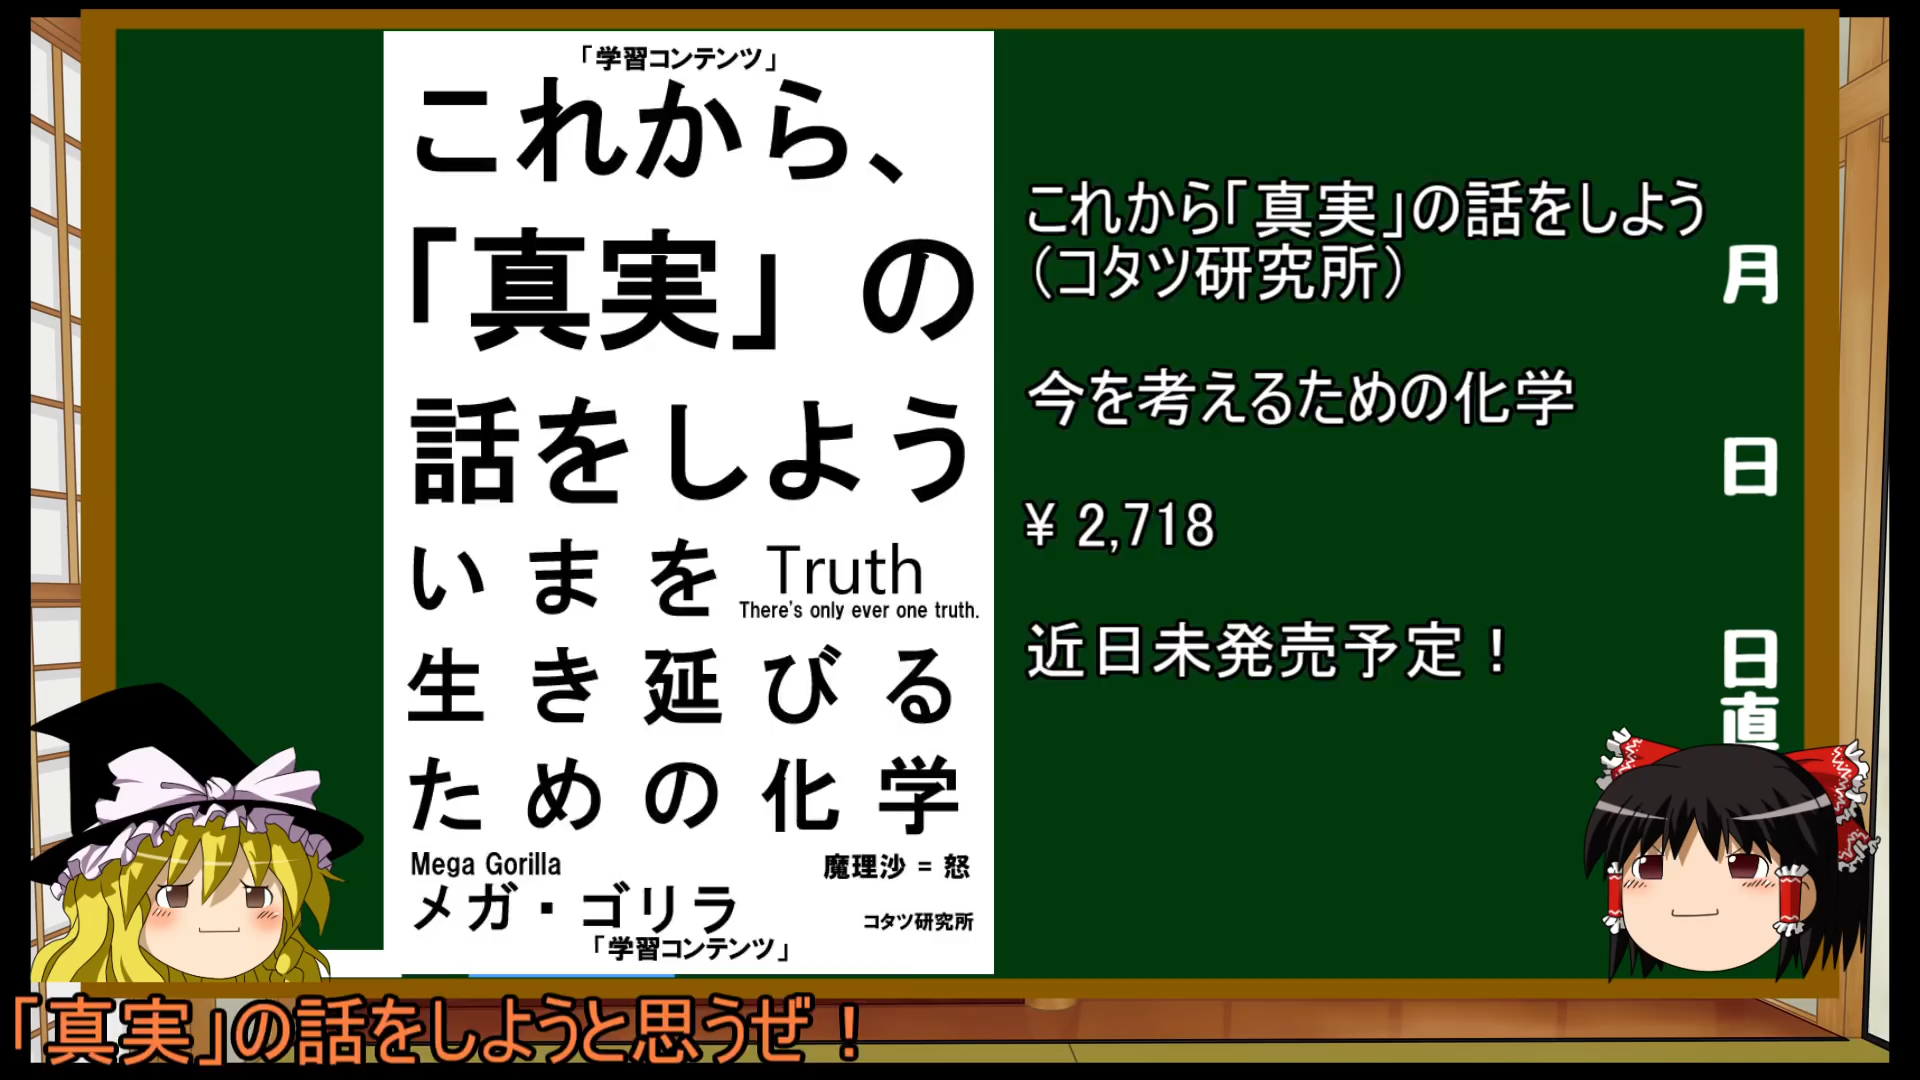 「学習コンテンツ」
これから、
「真実」の
話をしよう
いまを
Truth
There's only ever one truth.
生き延びる
ための化学
Mega Gorilla
魔理沙 = 怒
メガ・ゴリラ
コタツ研究所
「学習コンテンツ」
これから「真実」の話をしよう
（コタツ研究所）
今を考えるための化学
¥ 2,718
近日未発売予定！
月
日
日直
「真実」の話をしようと思うぜ！